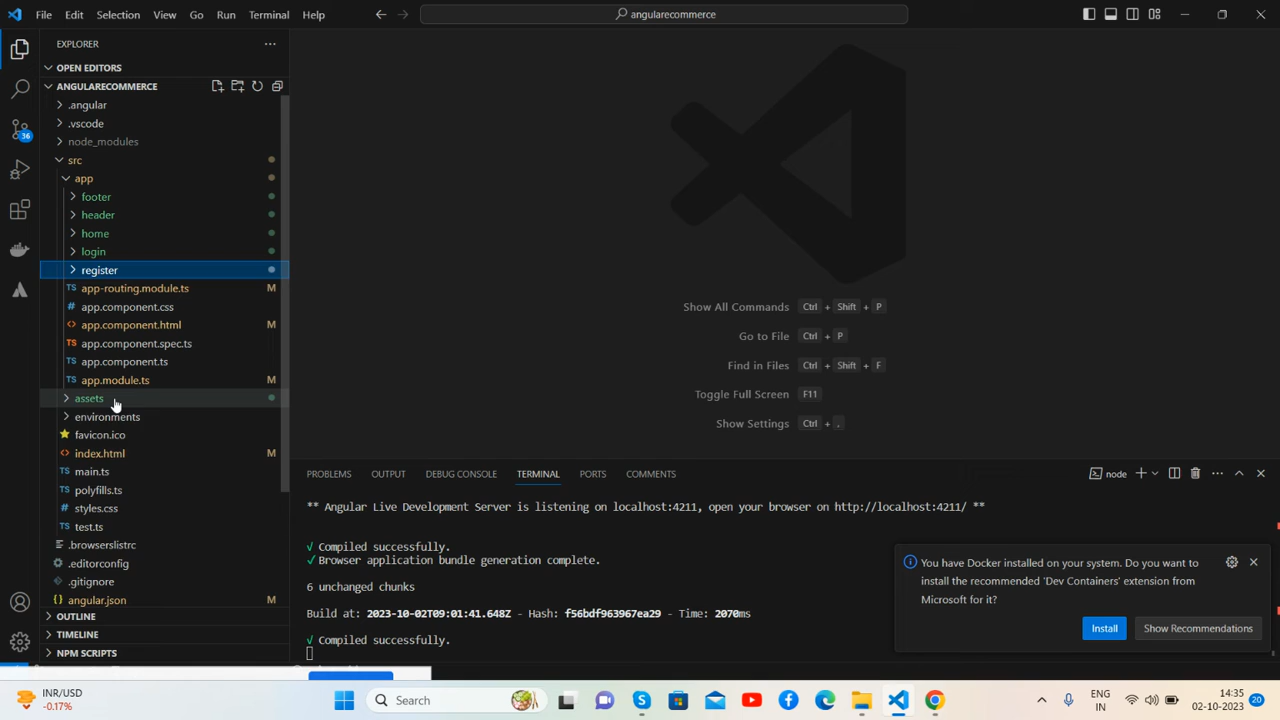 File Edit Selection View Go Run Terminal Help
angularecommerce
EXPLORER
OPEN EDITORS
ANGULARECOMMERCE
.angular
.vscode
node_modules
src
app
footer
header
home
login
register
TS app-routing.module.ts M
# app.component.css
<> app.component.html M
TS app.component.spec.ts
TS app.component.ts
TS app.module.ts M
assets
environments
favicon.ico
<> index.html M
TS main.ts
TS polyfills.ts
# styles.css
TS test.ts
.browserslistrc
.editorconfig
.gitignore
{} angular.json M
OUTLINE
TIMELINE
NPM SCRIPTS
36
Show All Commands Ctrl + Shift + P
Go to File Ctrl + P
Find in Files Ctrl + Shift + F
Toggle Full Screen F11
Show Settings Ctrl + ,
PROBLEMS OUTPUT DEBUG CONSOLE TERMINAL PORTS COMMENTS
node
** Angular Live Development Server is listening on localhost:4211, open your browser on http://localhost:4211/ **
√ Compiled successfully.
✓ Browser application bundle generation complete.
6 unchanged chunks
Build at: 2023-10-02T09:01:41.648Z - Hash: f56bdf963967ea29 - Time: 2070ms
√ Compiled successfully.
You have Docker installed on your system. Do you want to
install the recommended 'Dev Containers' extension from
Microsoft for it?
Install Show Recommendations
INR/USD
-0.17%
Search
ENG
IN
14:35
02-10-2023
20